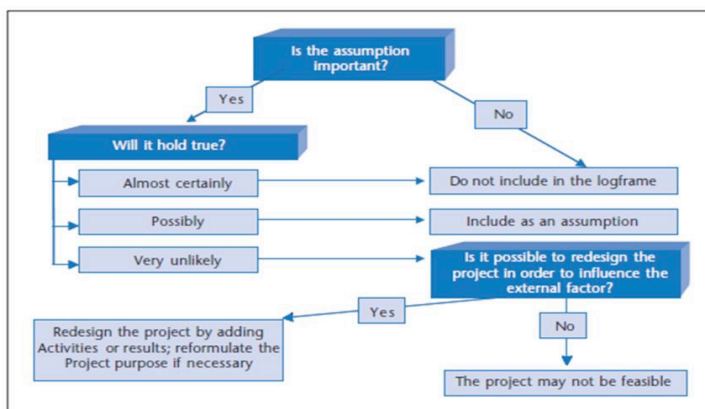 Is the assumption
important?
Yes
No
Will it hold true?
Almost certainly
Do not include in the logframe
Possibly
Include as an assumption
Very unlikely
Is it possible to redesign the
project in order to influence the
external factor?
Yes
No
Redesign the project by adding
Activities or results; reformulate the
Project purpose if necessary
The project may not be feasible